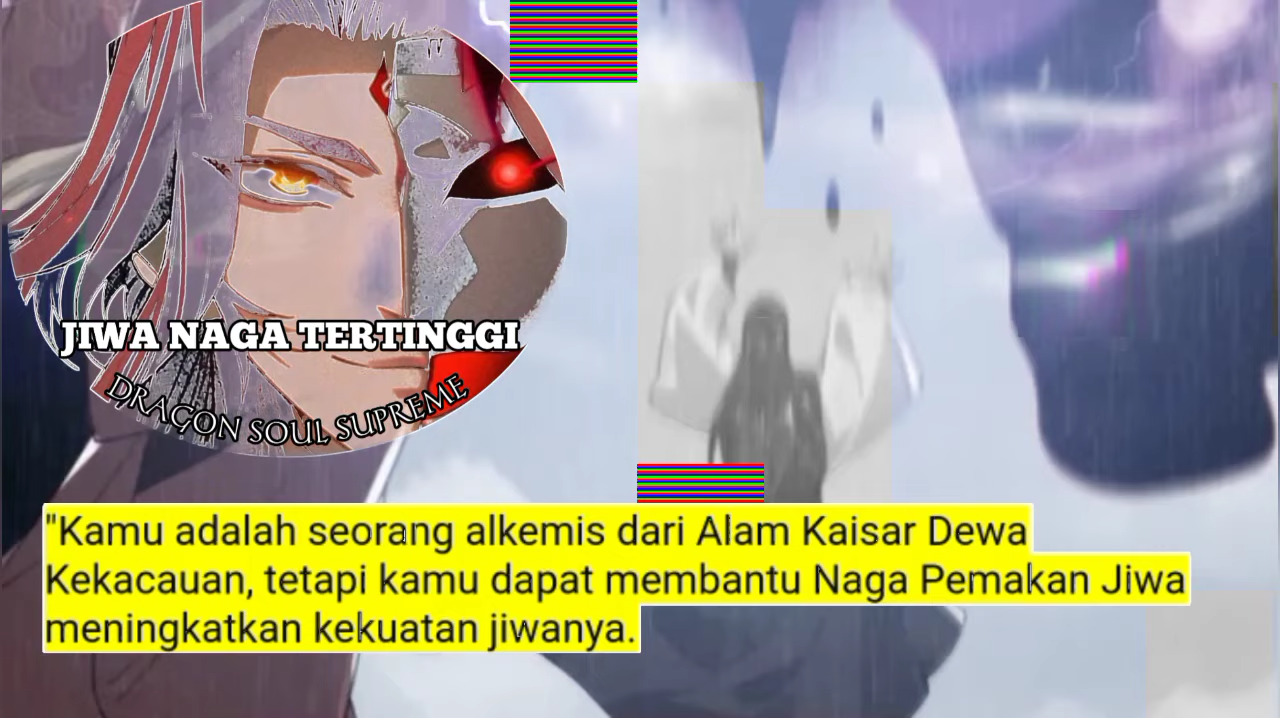 JIWA NAGA TERTINGGI
DRAGON SOUL SUPREME
"Kamu adalah seorang alkemis dari Alam Kaisar Dewa
Kekacauan, tetapi kamu dapat membantu Naga Pemakan Jiwa
meningkatkan kekuatan jiwanya.